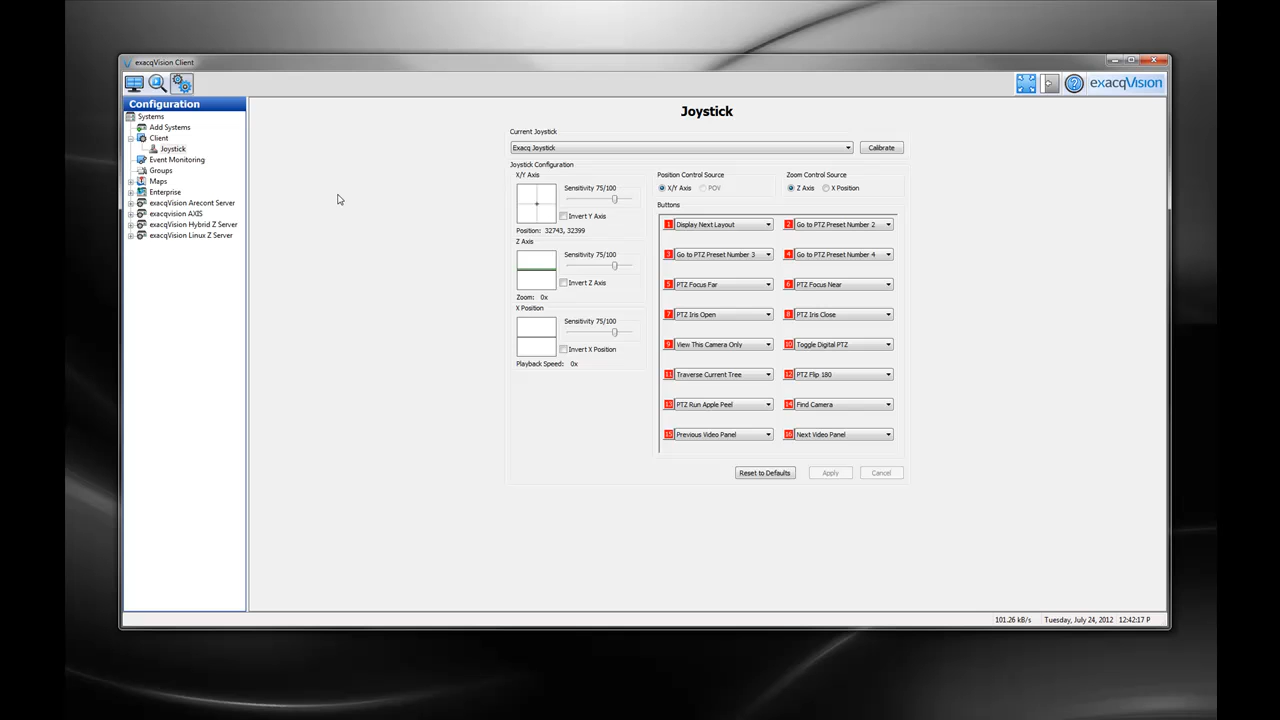 exacqVision Client
exacqVision
Configuration
Systems
Add Systems
Client
Joystick
Event Monitoring
Groups
Maps
Enterprise
exacqVision Arecont Server
exacqvision AXIS
exacqVision Hybrid Z Server
exacqVision Linux Z Server
Joystick
Current Joystick
Exacq Joystick
Calibrate
Joystick Configuration
X/Y Axis
Sensitivity 75/100
Invert Y Axis
Position: 32743, 32399
Z Axis
Sensitivity 75/100
Invert Z Axis
Zoom: 0x
X Position
Sensitivity 75/100
Invert X Position
Playback Speed: 0x
Position Control Source
X/Y Axis POV
Zoom Control Source
Z Axis X Position
Buttons
1 Display Next Layout 2 Go to PTZ Preset Number 2
3 Go to PTZ Preset Number 3 4 Go to PTZ Preset Number 4
5 PTZ Focus Far 6 PTZ Focus Near
7 PTZ Iris Open 8 PTZ Iris Close
9 View This Camera Only 10 Toggle Digital PTZ
11 Traverse Current Tree 12 PTZ Flip 180
13 PTZ Run Apple Peel 14 Find Camera
15 Previous Video Panel 16 Next Video Panel
Reset to Defaults Apply Cancel
101.26 kB/s Tuesday, July 24, 2012 12:42:17 P